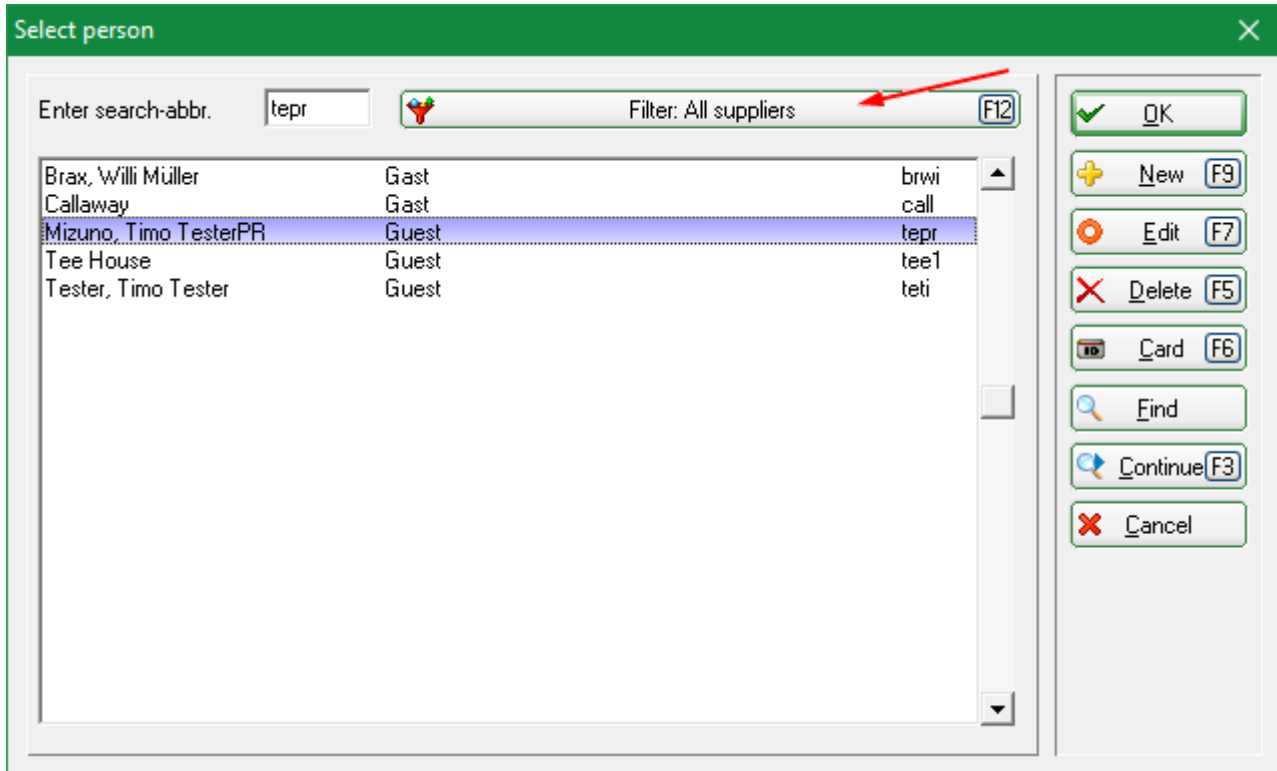 Select person
Enter search-abbr. tepr Filter: All suppliers F12
Brax, Willi Müller Gast brwi
Callaway Gast call
Mizuno, Timo TesterPR Guest tepr
Tee House Guest tee1
Tester, Timo Tester Guest teti
OK
New F9
Edit F7
Delete F5
ID Card F6
Find
Continue F3
Cancel